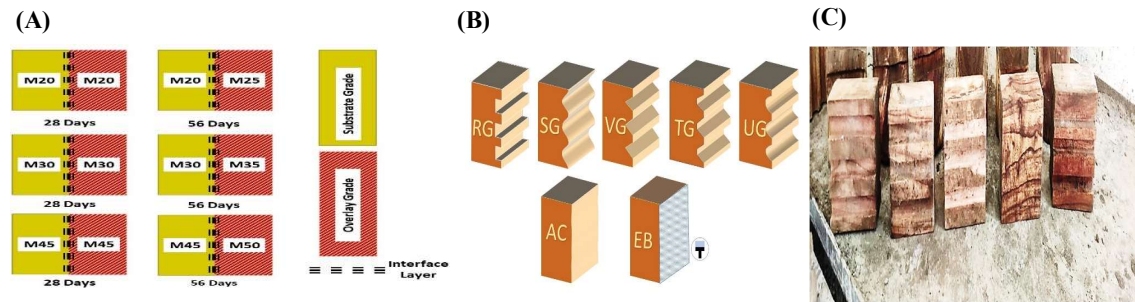 (A)
M20 M20
28 Days
M20 M25
56 Days
M30 M30
28 Days
M30 M35
56 Days
M45 M45
28 Days
M45 M50
56 Days
Substrate Grade
Overlay Grade
Interface
Layer
(B)
RG SG VG TG UG
AC EB T
(C)